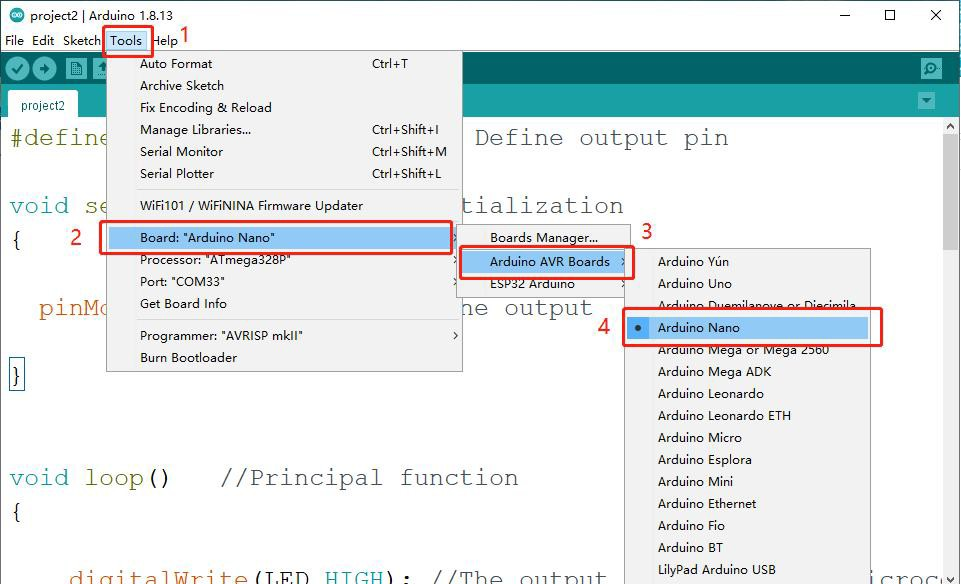 project2 | Arduino 1.8.13
File Edit Sketch Tools Help 1
project2
Auto Format Ctrl+T
Archive Sketch
Fix Encoding & Reload
Manage Libraries... Ctrl+Shift+I
Serial Monitor Ctrl+Shift+M
Serial Plotter Ctrl+Shift+L
WiFi101 / WiFiNINA Firmware Updater
2 Board: "Arduino Nano"
Processor: "ATmega328P"
Port: "COM33"
Get Board Info
Programmer: "AVRISP mkII"
Burn Bootloader
3
Boards Manager...
Arduino AVR Boards
ESP32 Arduino
4
Arduino Yún
Arduino Uno
Arduino Duemilanove or Diecimila
Arduino Nano
Arduino Mega or Mega 2560
Arduino Mega ADK
Arduino Leonardo
Arduino Leonardo ETH
Arduino Micro
Arduino Esplora
Arduino Mini
Arduino Ethernet
Arduino Fio
Arduino BT
LilyPad Arduino USB
#define Define output pin
void se tialization
{
pinMo ne output
}
void loop() //Principal function
{
digitalWrite(LED,HIGH); //The output microc